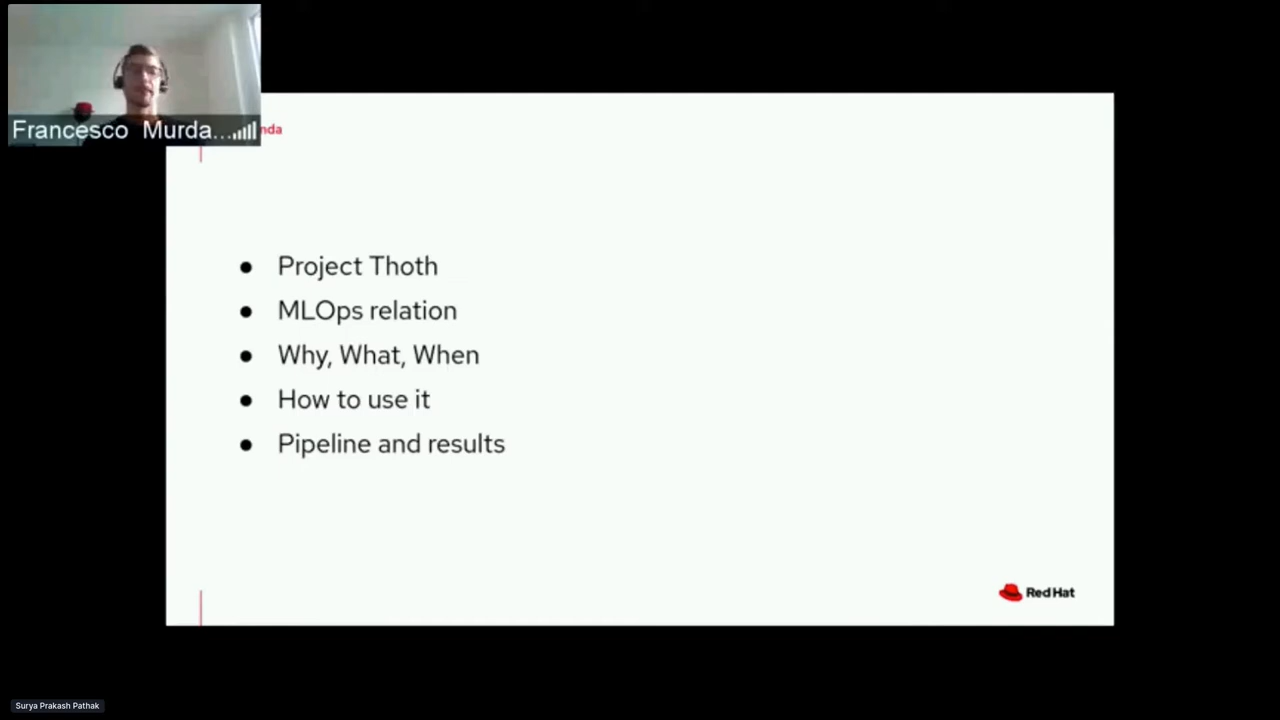 Francesco Murda...
nda
Project Thoth
MLOps relation
Why, What, When
How to use it
Pipeline and results
Red Hat
Surya Prakash Pathak